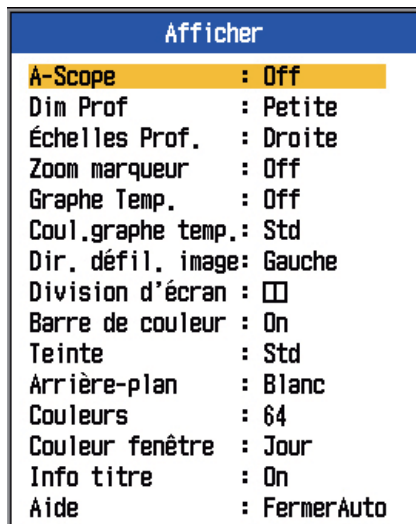 Afficher
A-Scope : Off
Dim Prof : Petite
Échelles Prof. : Droite
Zoom marqueur : Off
Graphe Temp. : Off
Coul.graphe temp.: Std
Dir. défil. image: Gauche
Division d'écran :
Barre de couleur : On
Teinte : Std
Arrière-plan : Blanc
Couleurs : 64
Couleur fenêtre : Jour
Info titre : On
Aide : FermerAuto